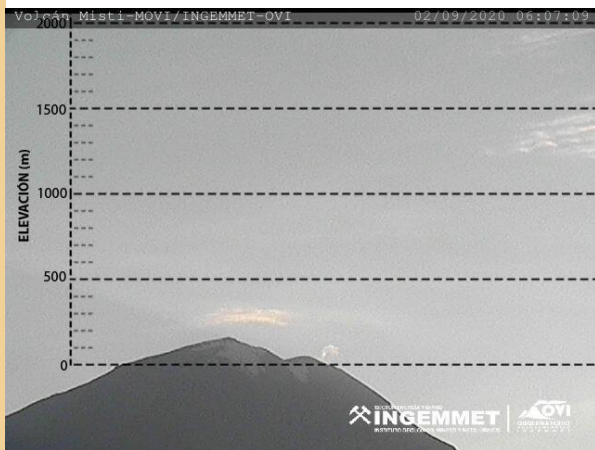 Volcán Misti-MOVI/INGEMMET-OVI 02/09/2020 06:07:09
2000
1500
ELEVACIÓN (m)
1000
500
0
INGEMMET
OVI